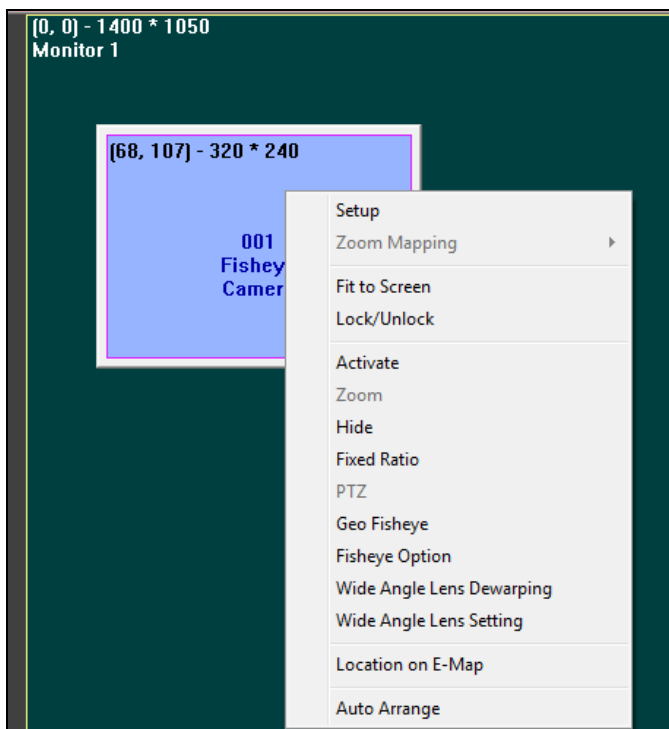 (0, 0) - 1400 * 1050
Monitor 1
(68, 107) - 320 * 240
001
Fishey
Camer
Setup
Zoom Mapping
Fit to Screen
Lock/Unlock
Activate
Zoom
Hide
Fixed Ratio
PTZ
Geo Fisheye
Fisheye Option
Wide Angle Lens Dewarping
Wide Angle Lens Setting
Location on E-Map
Auto Arrange